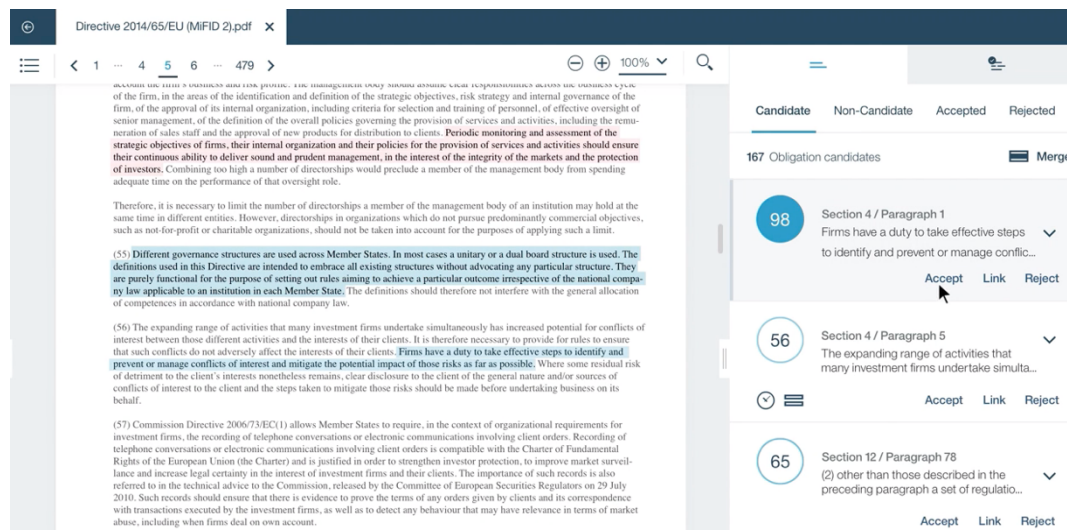 Directive 2014/65/EU (MiFID 2).pdf
1 ··· 4 5 6 ··· 479
100%
account the firm's business and risk profile. The management body should assume clear responsibilities across the business cycle
of the firm, in the areas of the identification and definition of the strategic objectives, risk strategy and internal governance of the
firm, of the approval of its internal organization, including criteria for selection and training of personnel, of effective oversight of
senior management, of the definition of the overall policies governing the provision of services and activities, including the remu-
neration of sales staff and the approval of new products for distribution to clients. Periodic monitoring and assessment of the
strategic objectives of firms, their internal organization and their policies for the provision of services and activities should ensure
their continuous ability to deliver sound and prudent management, in the interest of the integrity of the markets and the protection
of investors. Combining too high a number of directorships would preclude a member of the management body from spending
adequate time on the performance of that oversight role.
Therefore, it is necessary to limit the number of directorships a member of the management body of an institution may hold at the
same time in different entities. However, directorships in organizations which do not pursue predominantly commercial objectives,
such as not-for-profit or charitable organizations, should not be taken into account for the purposes of applying such a limit.
(55) Different governance structures are used across Member States. In most cases a unitary or a dual board structure is used. The
definitions used in this Directive are intended to embrace all existing structures without advocating any particular structure. They
are purely functional for the purpose of setting out rules aiming to achieve a particular outcome irrespective of the national compa-
ny law applicable to an institution in each Member State. The definitions should therefore not interfere with the general allocation
of competences in accordance with national company law.
(56) The expanding range of activities that many investment firms undertake simultaneously has increased potential for conflicts of
interest between those different activities and the interests of their clients. It is therefore necessary to provide for rules to ensure
that such conflicts do not adversely affect the interests of their clients. Firms have a duty to take effective steps to identify and
prevent or manage conflicts of interest and mitigate the potential impact of those risks as far as possible. Where some residual risk
of detriment to the client's interests nonetheless remains, clear disclosure to the client of the general nature and/or sources of
conflicts of interest to the client and the steps taken to mitigate those risks should be made before undertaking business on its
behalf.
(57) Commission Directive 2006/73/EC(1) allows Member States to require, in the context of organizational requirements for
investment firms, the recording of telephone conversations or electronic communications involving client orders. Recording of
telephone conversations or electronic communications involving client orders is compatible with the Charter of Fundamental
Rights of the European Union (the Charter) and is justified in order to strengthen investor protection, to improve market surveil-
lance and increase legal certainty in the interest of investment firms and their clients. The importance of such records is also
referred to in the technical advice to the Commission, released by the Committee of European Securities Regulators on 29 July
2010. Such records should ensure that there is evidence to prove the terms of any orders given by clients and its correspondence
with transactions executed by the investment firms, as well as to detect any behaviour that may have relevance in terms of market
abuse, including when firms deal on own account.
Candidate Non-Candidate Accepted Rejected
167 Obligation candidates Merge
98
Section 4 / Paragraph 1
Firms have a duty to take effective steps
to identify and prevent or manage conflic...
Accept Link Reject
56
Section 4 / Paragraph 5
The expanding range of activities that
many investment firms undertake simulta...
Accept Link Reject
65
Section 12 / Paragraph 78
(2) other than those described in the
preceding paragraph a set of regulatio...
Accept Link Reject